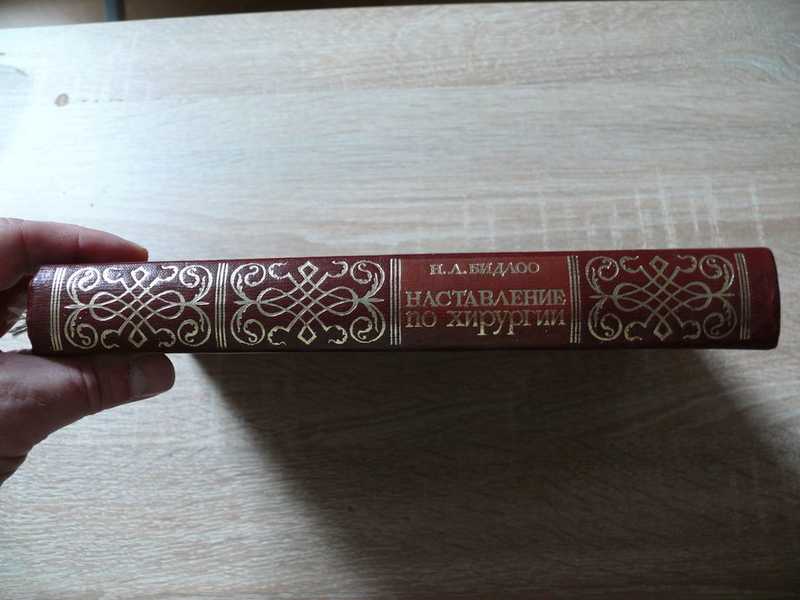 Н. Л. БИДЛОО
НАСТАВЛЕНИЕ
ПО ХИРУРГИИ